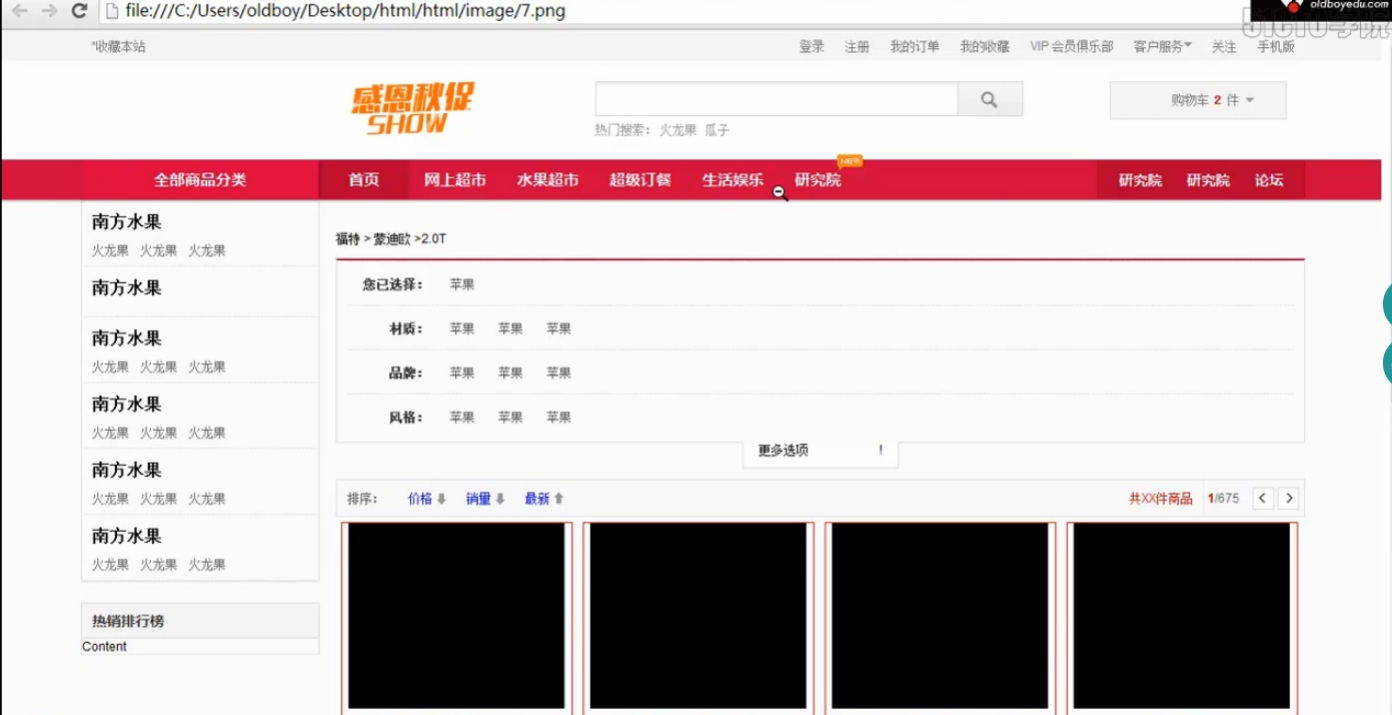 file:///C:/Users/oldboy/Desktop/html/html/image/7.png
oldboyedu.com
51CTO学院
*收藏本站
登录 注册 我的订单 我的收藏 VIP 会员俱乐部 客户服务 关注 手机版
感恩秋促
SHOW
购物车 2 件
热门搜索: 火龙果 瓜子
NEW
全部商品分类 首页 网上超市 水果超市 超级订餐 生活娱乐 研究院 研究院 研究院 论坛
南方水果
火龙果 火龙果 火龙果
南方水果
南方水果
火龙果 火龙果 火龙果
南方水果
火龙果 火龙果 火龙果
南方水果
火龙果 火龙果 火龙果
南方水果
火龙果 火龙果 火龙果
热销排行榜
Content
福特 > 蒙迪欧 >2.0T
您已选择: 苹果
材质: 苹果 苹果 苹果
品牌: 苹果 苹果 苹果
风格: 苹果 苹果 苹果
更多选项 !
排序: 价格 销量 最新 共XX件商品 1/675 < >